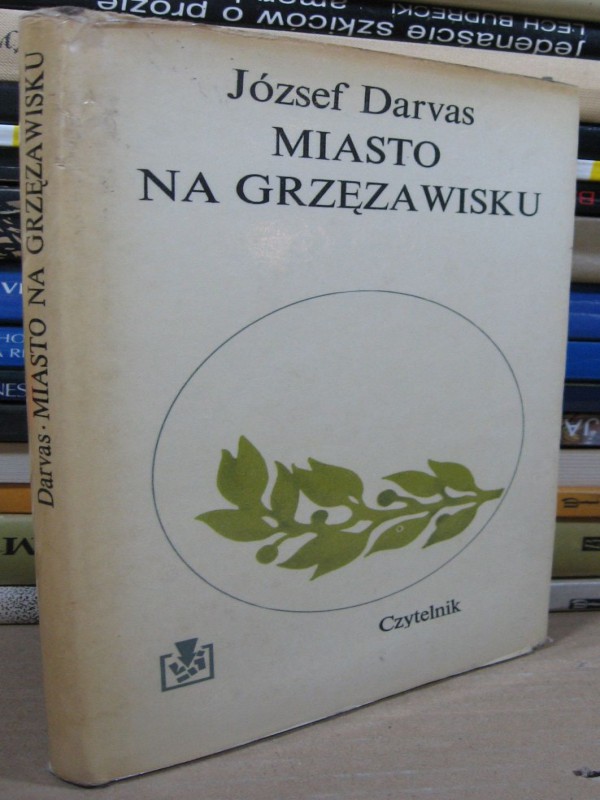 jedenaście szkiców o prozie
LECH BUDRECKI
József Darvas
MIASTO
NA GRZĘZAWISKU
Czytelnik
Darvas · MIASTO NA GRZĘZAWISKU